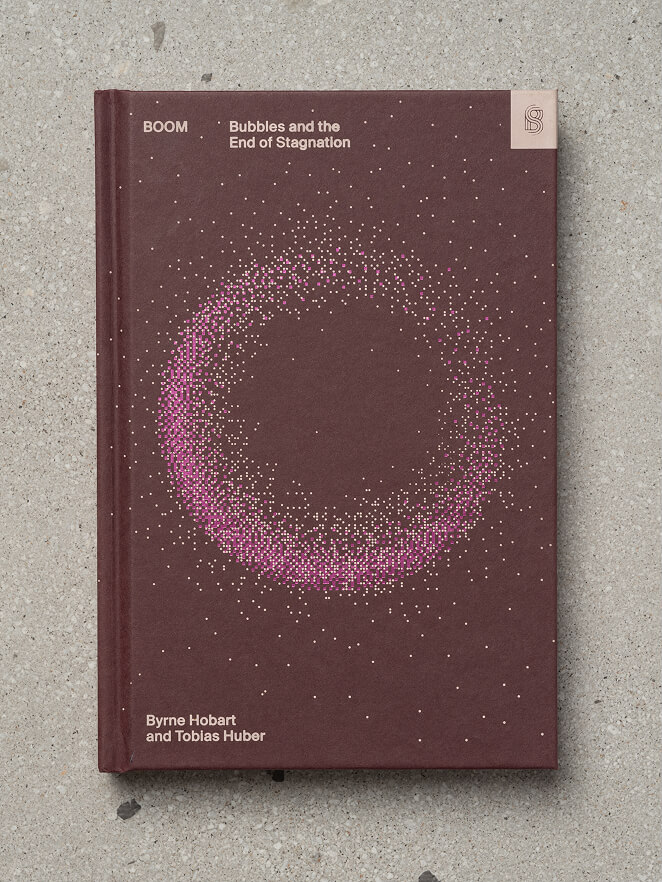 BOOM
Bubbles and the
End of Stagnation
Byrne Hobart
and Tobias Huber